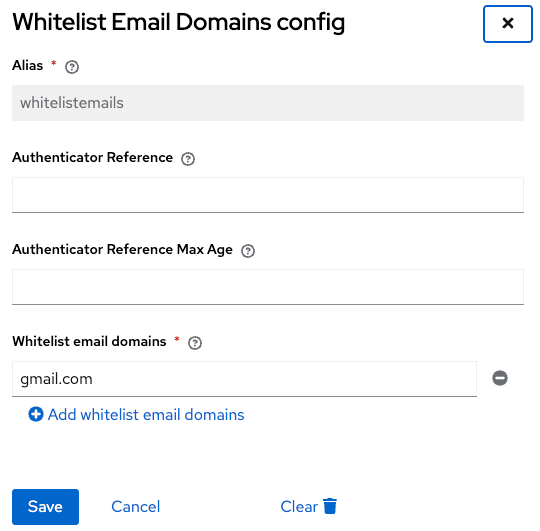 Whitelist Email Domains config
Alias *
whitelistemails
Authenticator Reference
Authenticator Reference Max Age
Whitelist email domains *
gmail.com
Add whitelist email domains
Save Cancel Clear